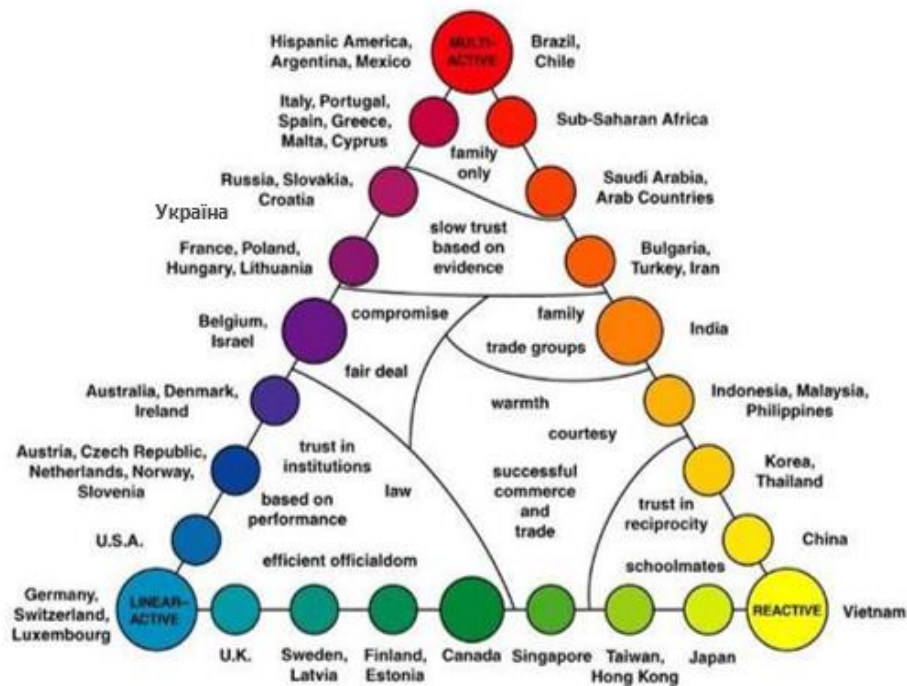 Hispanic America,
Argentina, Mexico
MULTI-
ACTIVE
Brazil,
Chile
Italy, Portugal,
Spain, Greece,
Malta, Cyprus
Sub-Saharan Africa
family
only
Russia, Slovakia,
Croatia
Saudi Arabia,
Arab Countries
Україна
slow trust
based on
evidence
France, Poland,
Hungary, Lithuania
Bulgaria,
Turkey, Iran
Belgium,
Israel
compromise
family
trade groups
India
fair deal
Australia, Denmark,
Ireland
warmth
courtesy
Indonesia, Malaysia,
Philippines
Austria, Czech Republic,
Netherlands, Norway,
Slovenia
trust in
institutions
law
based on
performance
successful
commerce
and
trade
trust in
reciprocity
Korea,
Thailand
U.S.A.
efficient officialdom
schoolmates
China
Germany,
Switzerland,
Luxembourg
LINEAR-
ACTIVE
REACTIVE
Vietnam
U.K.
Sweden,
Latvia
Finland,
Estonia
Canada
Singapore
Taiwan,
Hong Kong
Japan